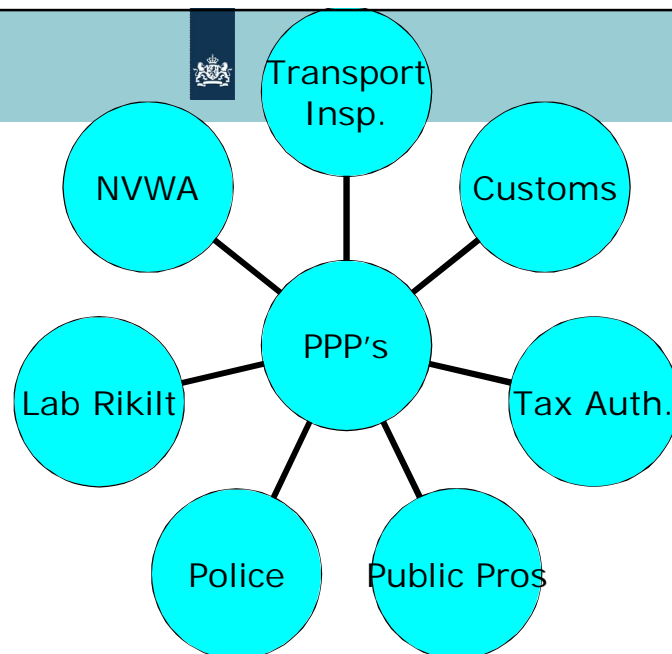 Transport
Insp.
NVWA
Customs
PPP's
Lab Rikilt
Tax Auth.
Police
Public Pros